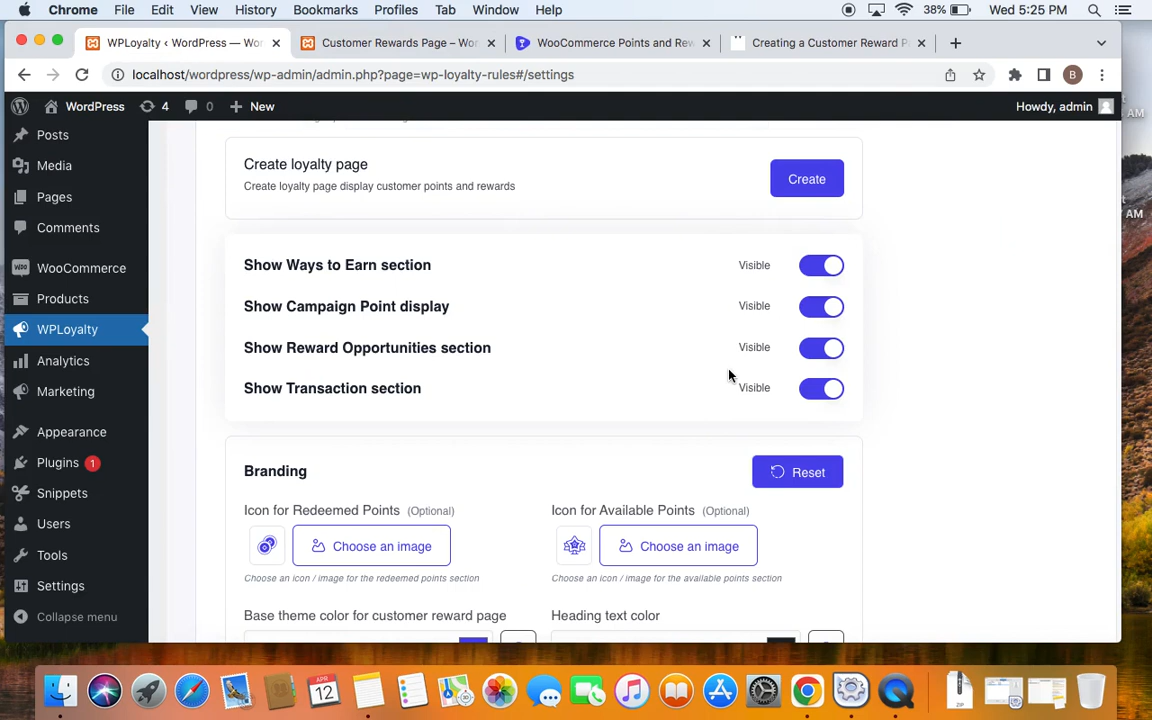 Chrome File Edit View History Bookmarks Profiles Tab Window Help 38% Wed 5:25 PM
WPLoyalty ‹ WordPress — Wor Customer Rewards Page – Wor WooCommerce Points and Rew Creating a Customer Reward P
localhost/wordpress/wp-admin/admin.php?page=wp-loyalty-rules#/settings B
WordPress 4 0 New Howdy, admin
AM
AM
Posts
Media
Pages
Comments
WooCommerce
Products
WPLoyalty
Analytics
Marketing
Appearance
Plugins 1
Snippets
Users
Tools
Settings
Collapse menu
Create loyalty page
Create loyalty page display customer points and rewards
Create
Show Ways to Earn section Visible
Show Campaign Point display Visible
Show Reward Opportunities section Visible
Show Transaction section Visible
Branding Reset
Icon for Redeemed Points (Optional) Icon for Available Points (Optional)
Choose an image Choose an image
Choose an icon / image for the redeemed points section Choose an icon / image for the available points section
Base theme color for customer reward page Heading text color
APR
12
ZIP